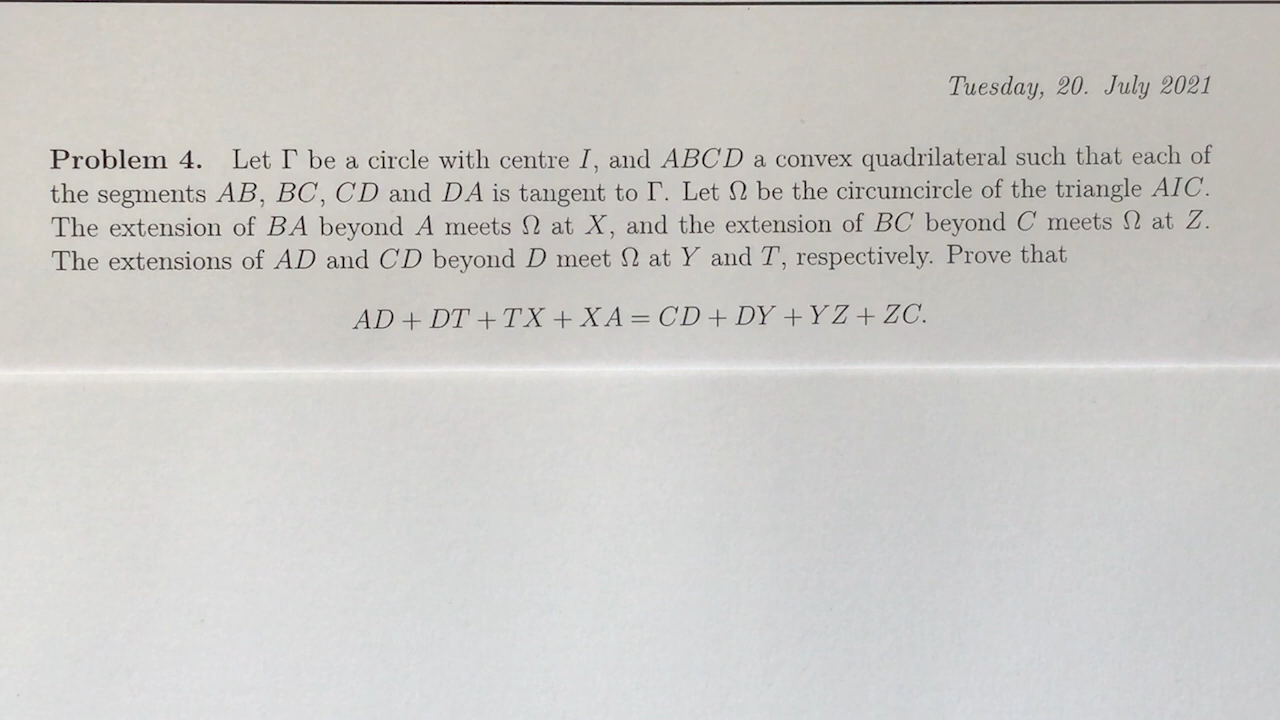 Tuesday, 20. July 2021
Problem 4. Let Γ be a circle with centre I, and ABCD a convex quadrilateral such that each of
the segments AB, BC, CD and DA is tangent to Γ. Let Ω be the circumcircle of the triangle AIC.
The extension of BA beyond A meets Ω at X, and the extension of BC beyond C meets Ω at Z.
The extensions of AD and CD beyond D meet Ω at Y and T, respectively. Prove that
AD + DT + TX + XA = CD + DY + YZ + ZC.